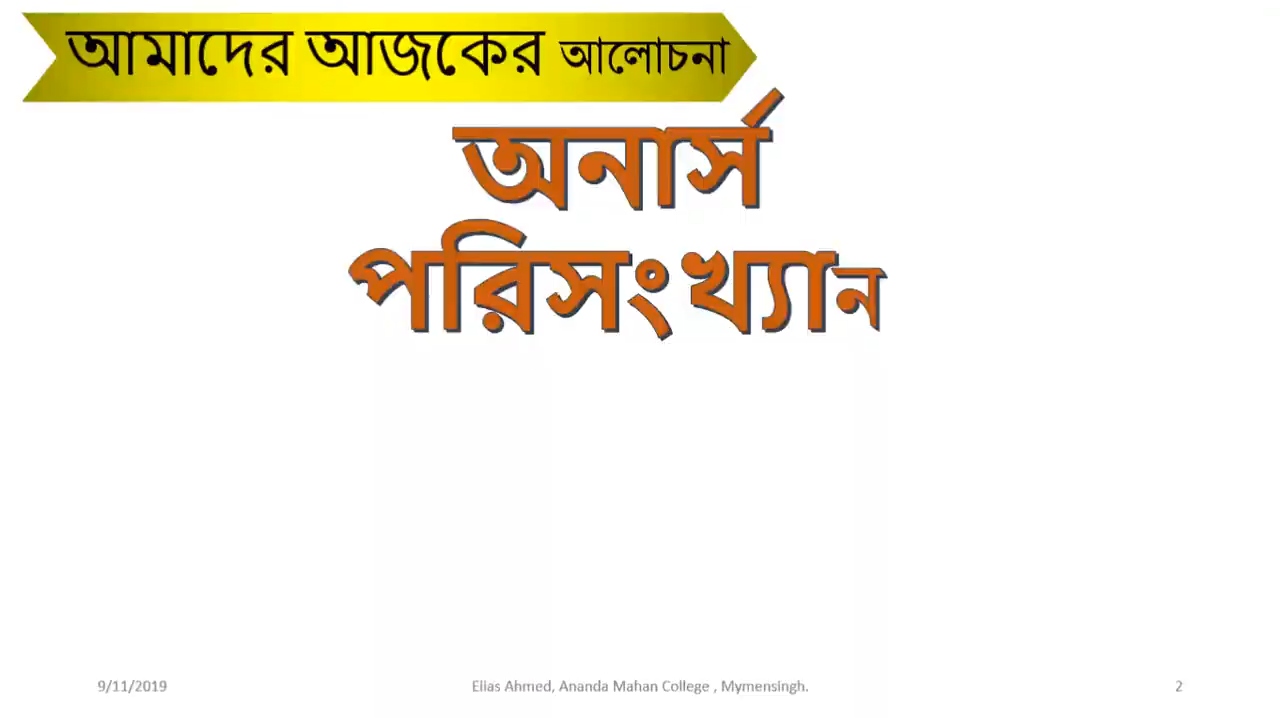 আমাদের আজকের আলোচনা
অনার্স
পরিসংখ্যান
9/11/2019
Elias Ahmed, Ananda Mahan College , Mymensingh.
2